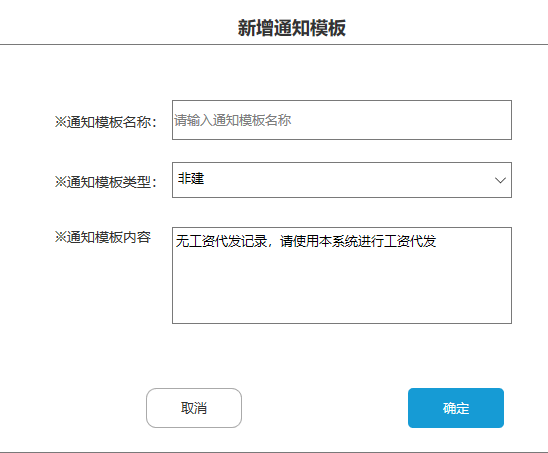 新增通知模板
※通知模板名称：
请输入通知模板名称
※通知模板类型：
非建
※通知模板内容
无工资代发记录，请使用本系统进行工资代发
取消
确定